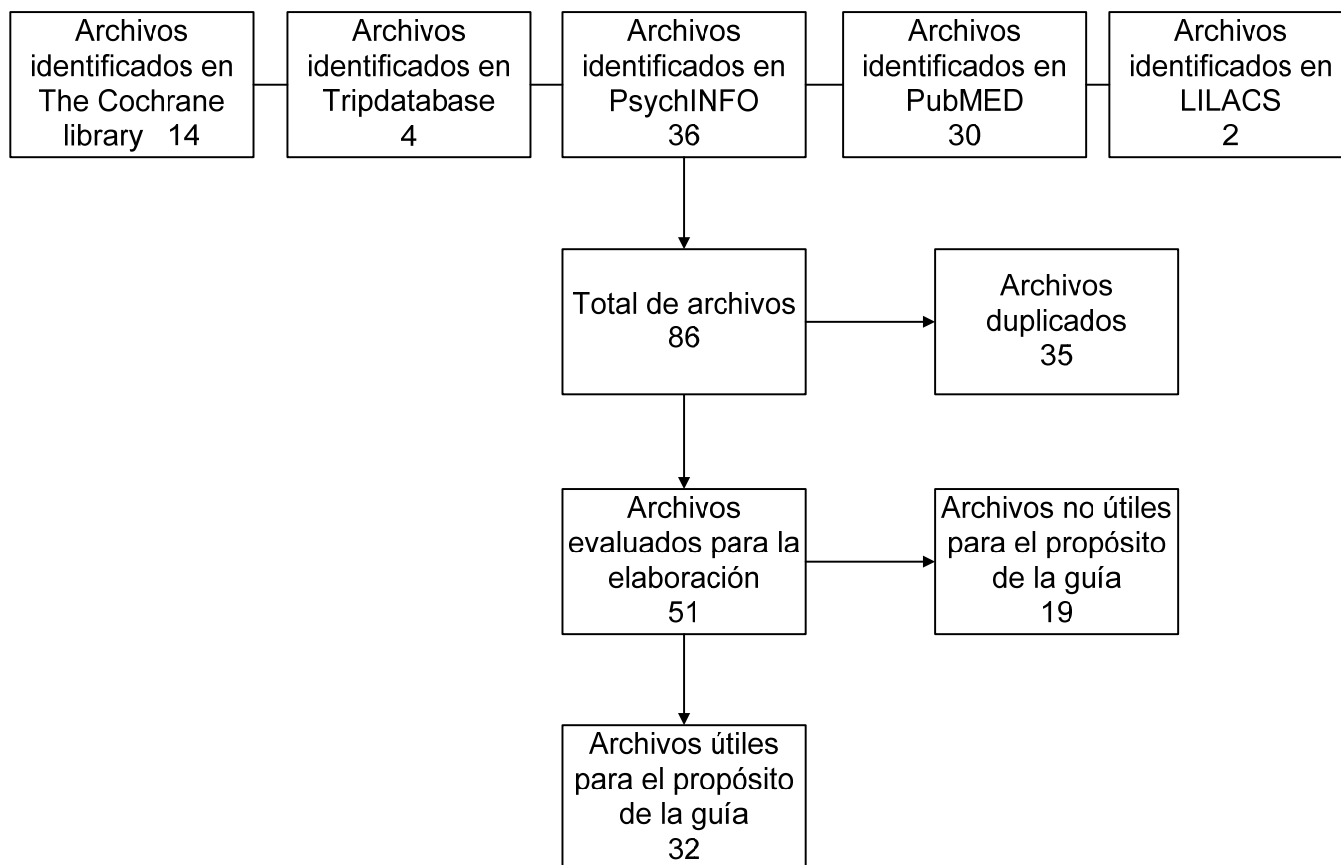 Archivos
identificados en
The Cochrane
library 14
Archivos
identificados en
Tripdatabase
4
Archivos
identificados en
PsychINFO
36
Archivos
identificados en
PubMED
30
Archivos
identificados en
LILACS
2
Total de archivos
86
Archivos
duplicados
35
Archivos
evaluados para la
elaboración
51
Archivos no útiles
para el propósito
de la guía
19
Archivos útiles
para el propósito
de la guía
32